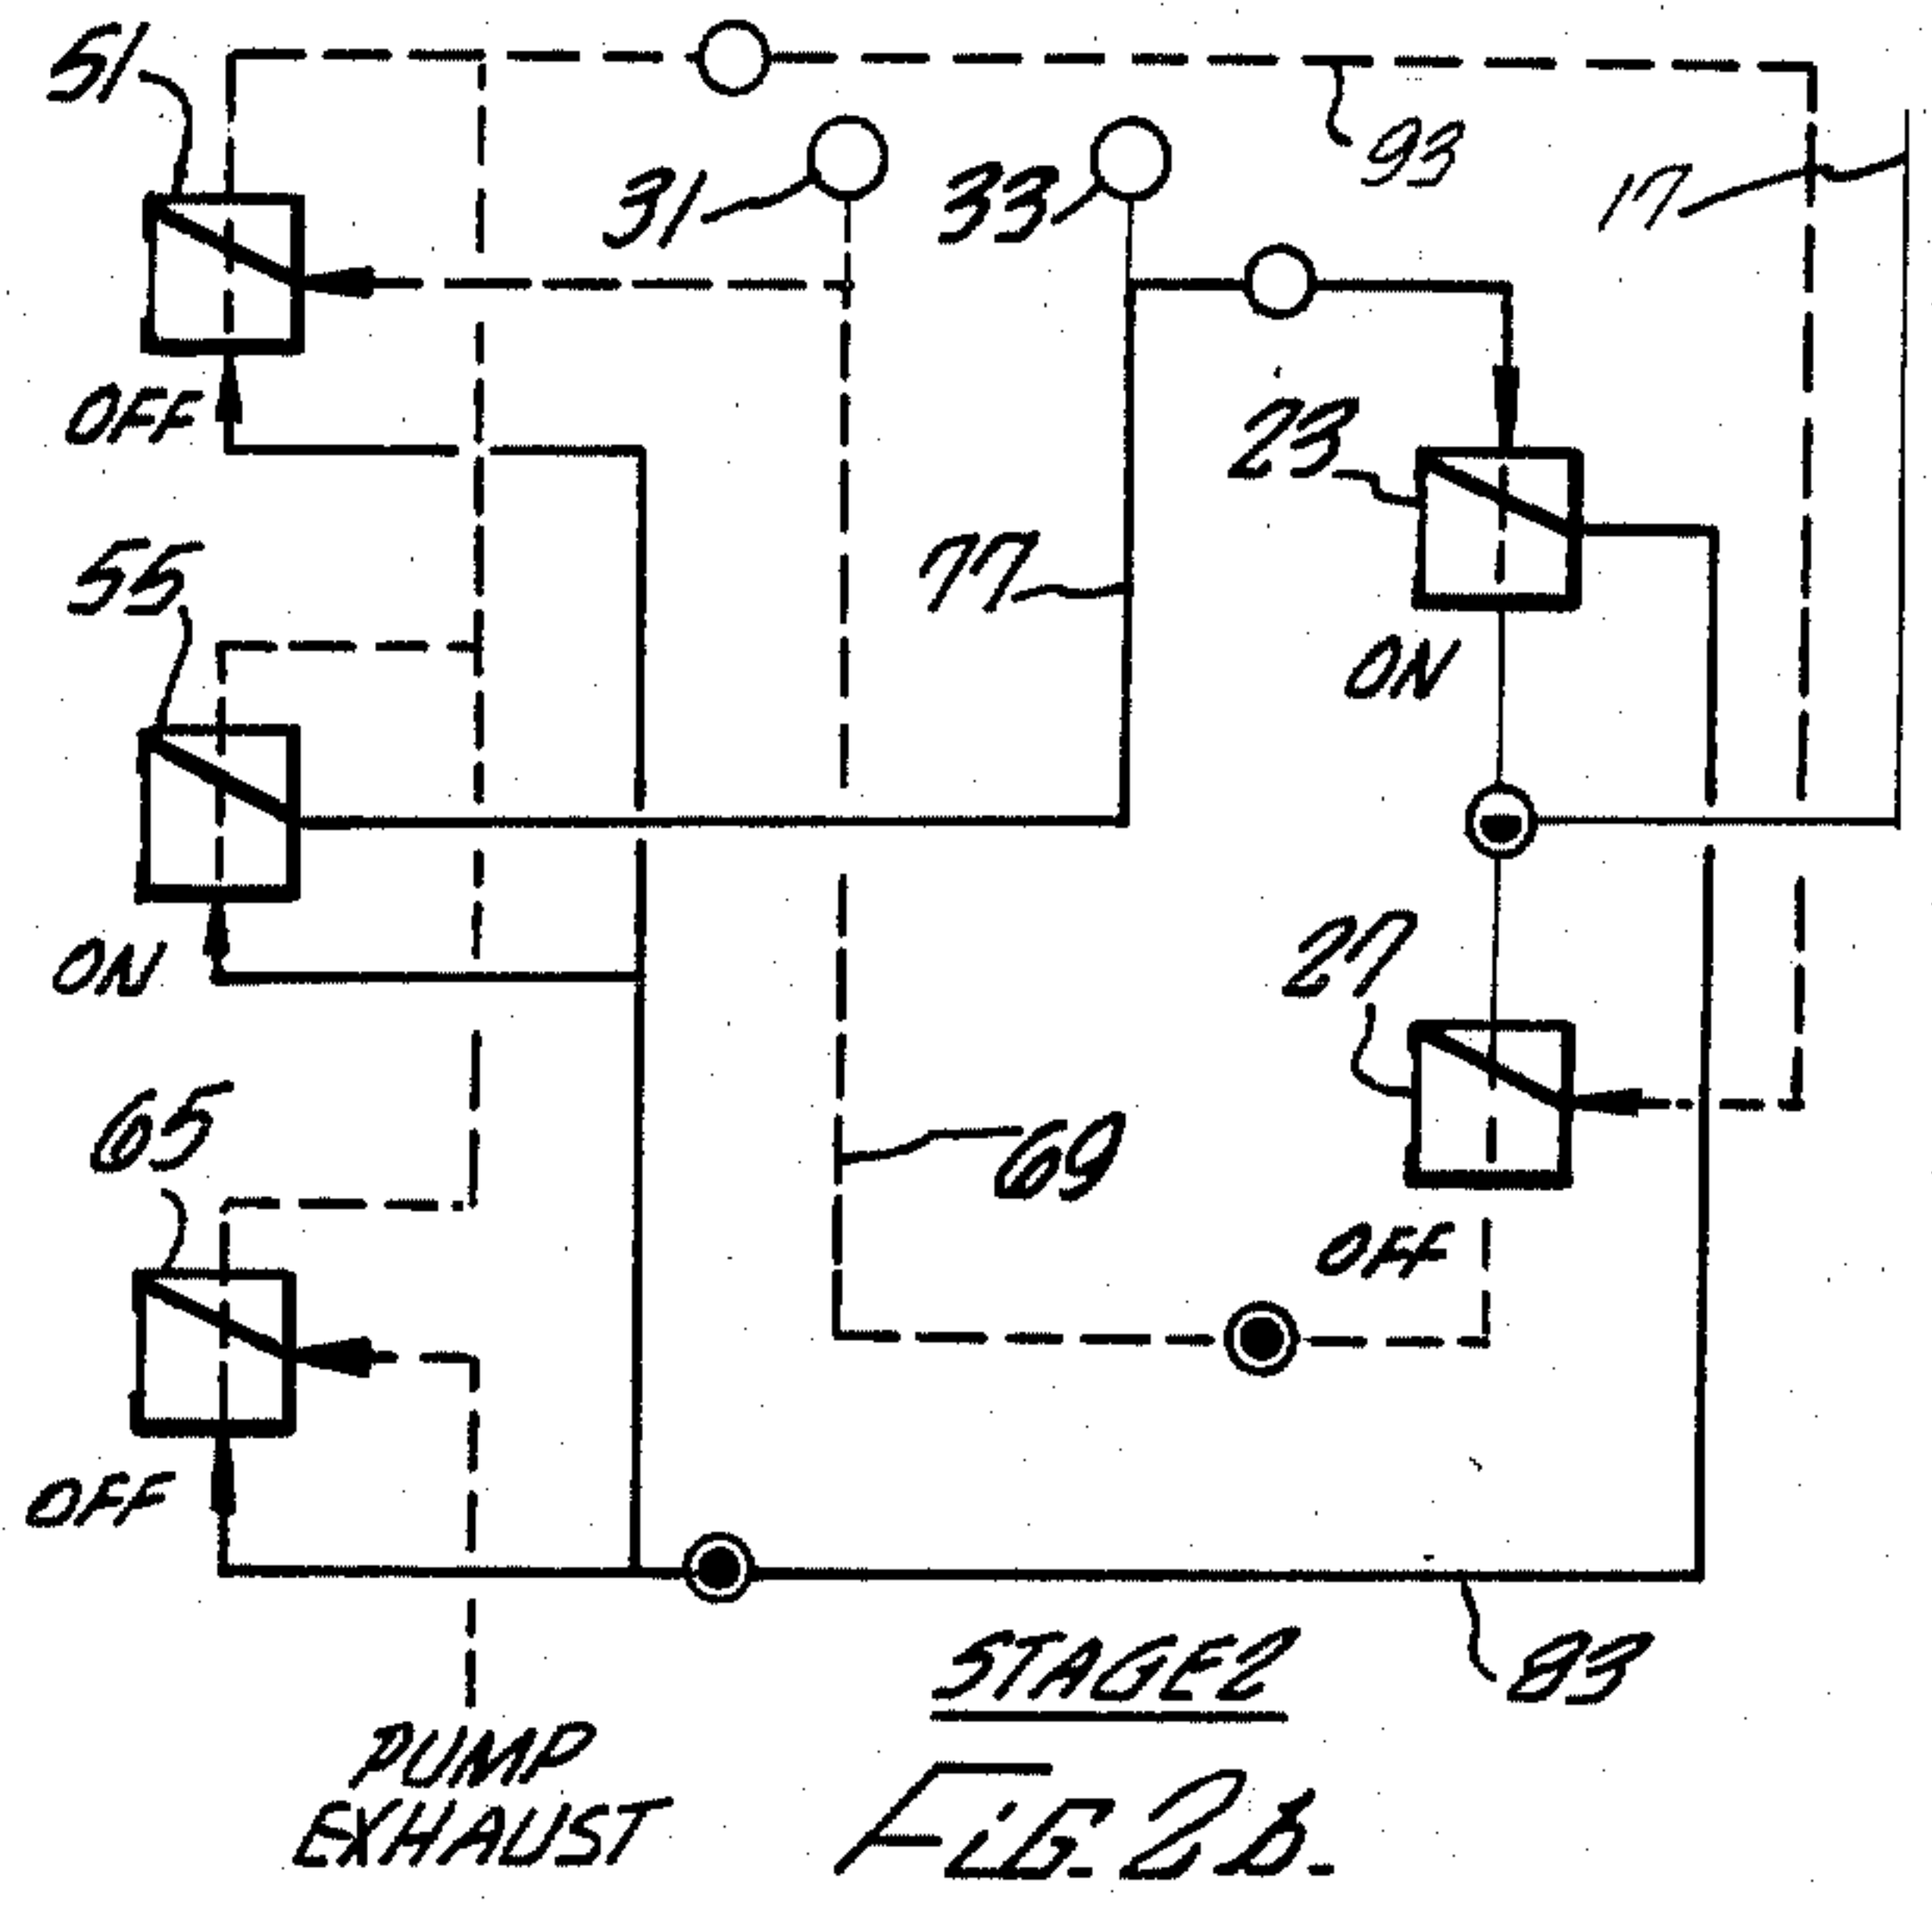 51
31
33
93
17
OFF
23
55
77
ON
ON
27
65
69
OFF
OFF
STAGE2
83
PUMP
EXHAUST
FiG. 2b.